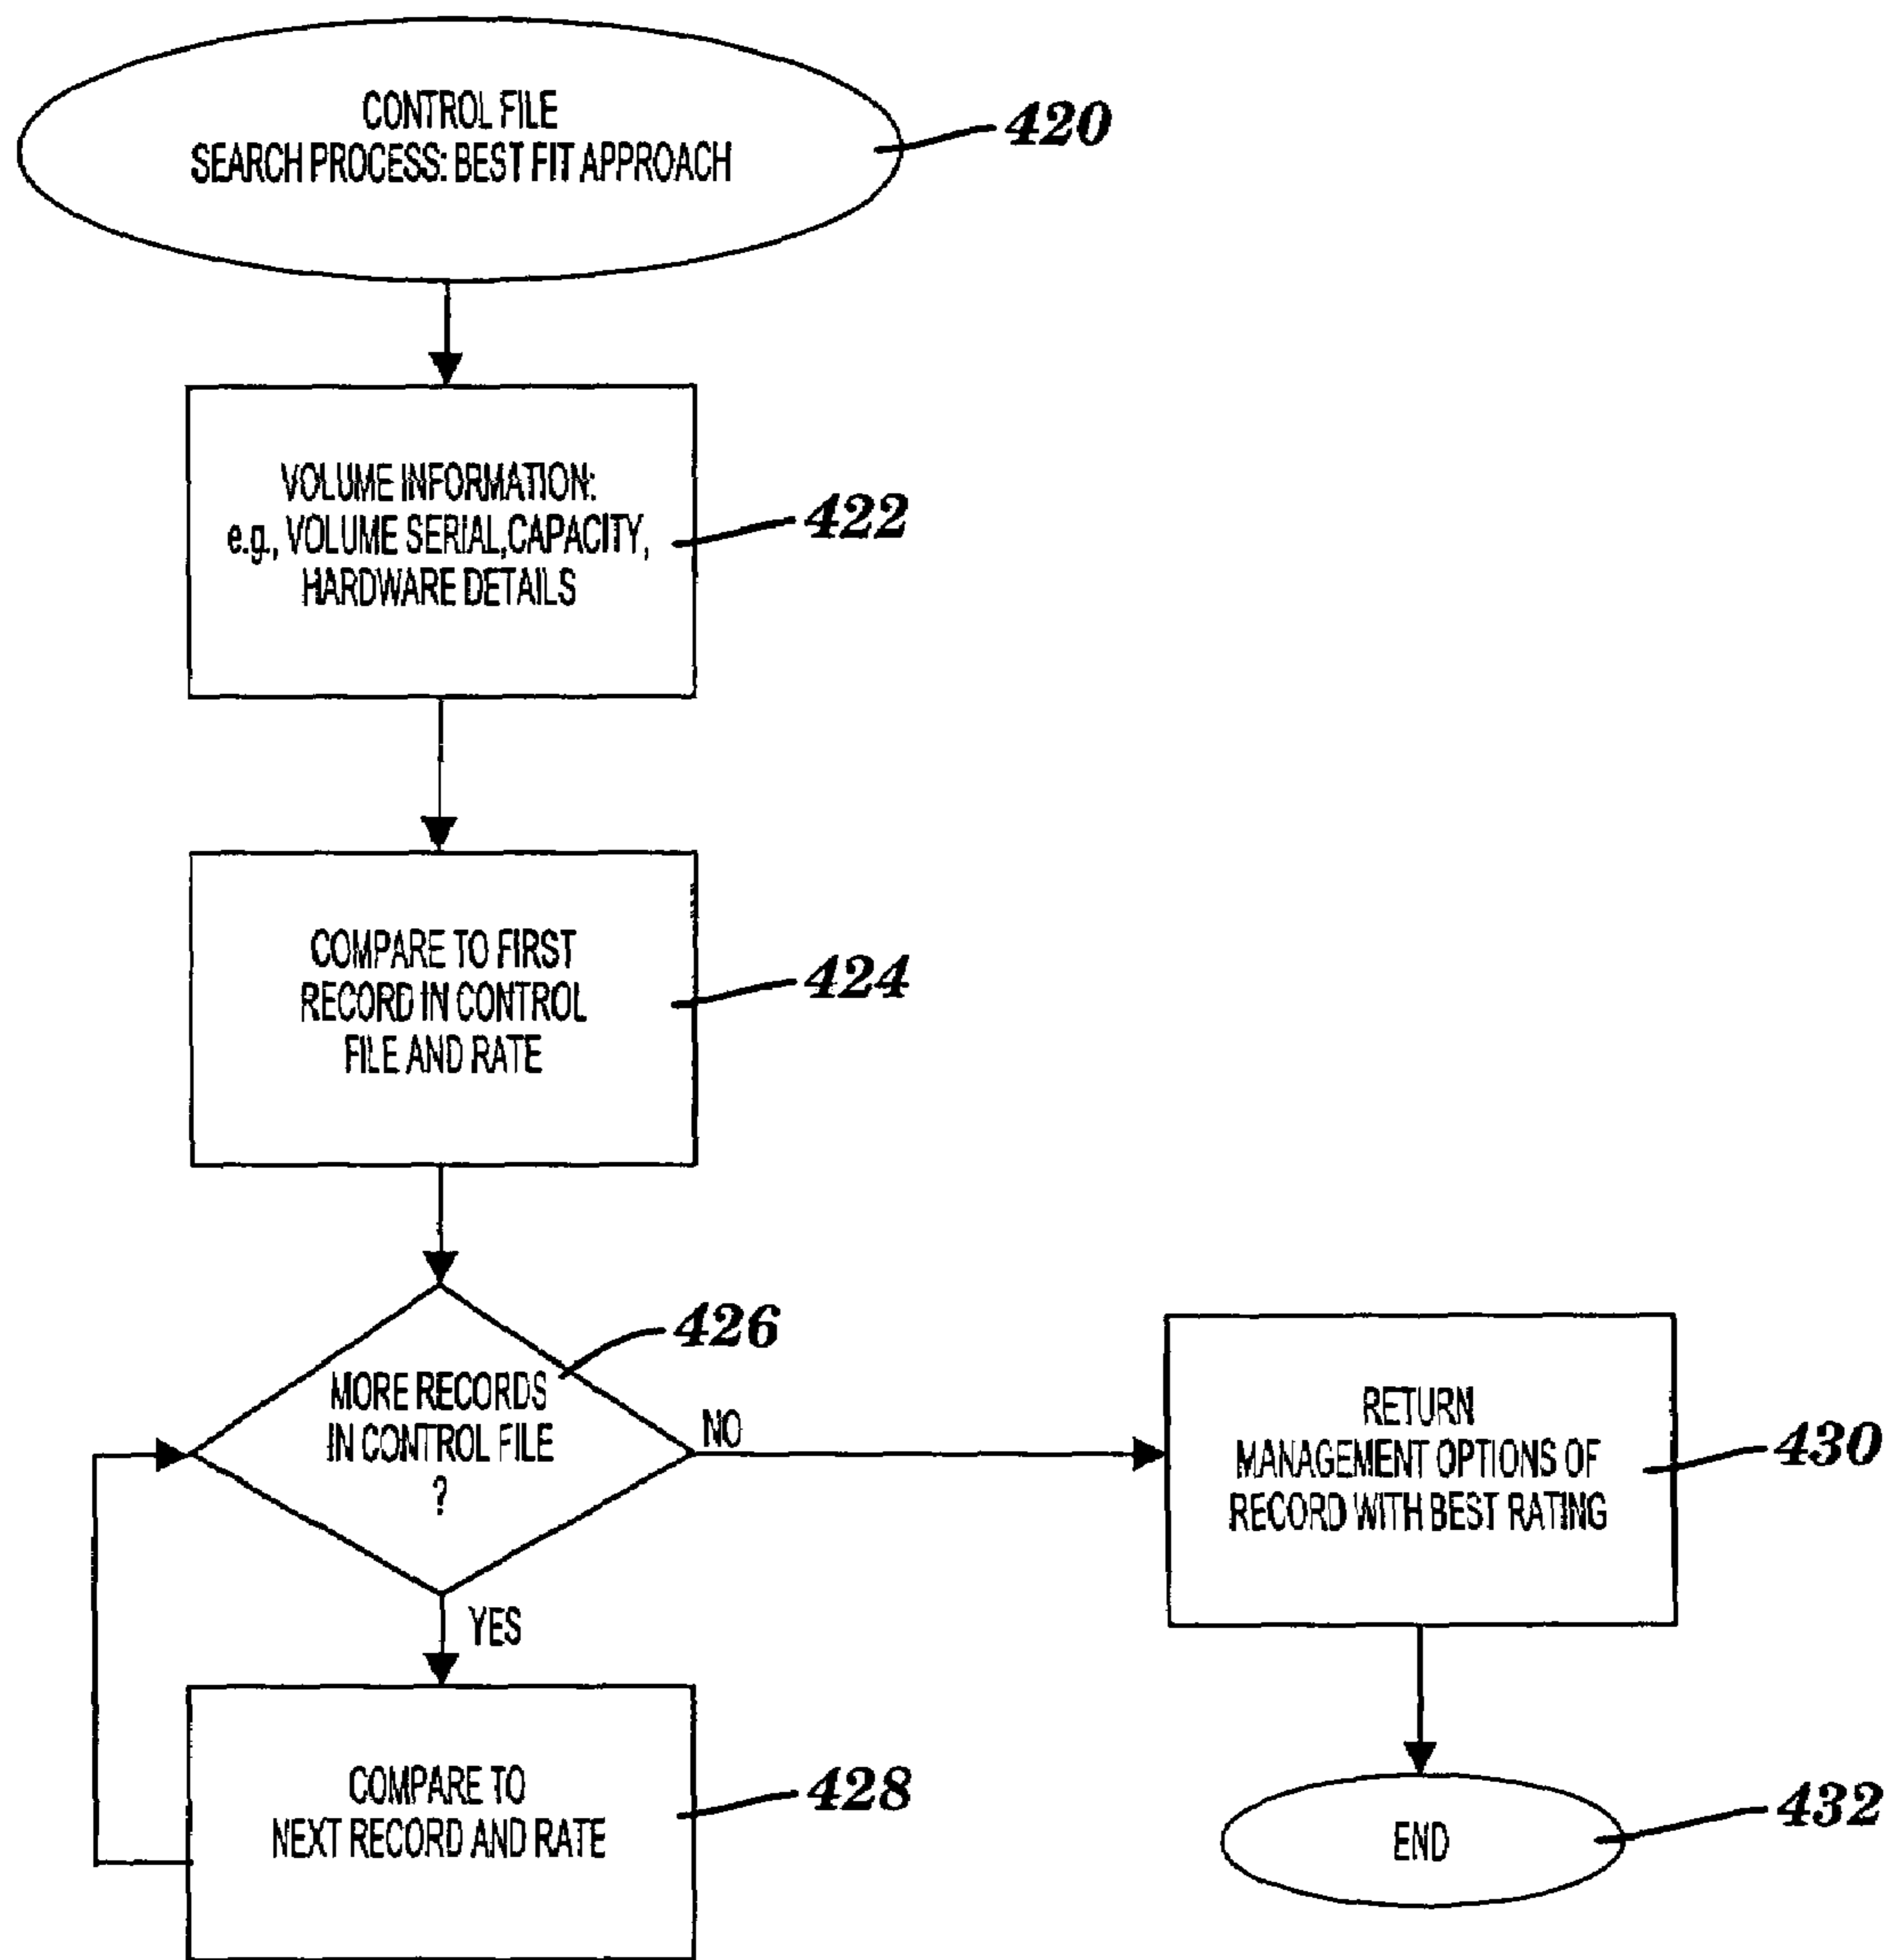 CONTROL FILE
SEARCH PROCESS: BEST FIT APPROACH
420
VOLUME INFORMATION:
e.g., VOLUME SERIAL,CAPACITY,
HARDWARE DETAILS
422
COMPARE TO FIRST
RECORD IN CONTROL
FILE AND RATE
424
426
MORE RECORDS
IN CONTROL FILE
?
NO
YES
RETURN
MANAGEMENT OPTIONS OF
RECORD WITH BEST RATING
430
COMPARE TO
NEXT RECORD AND RATE
428
END
432